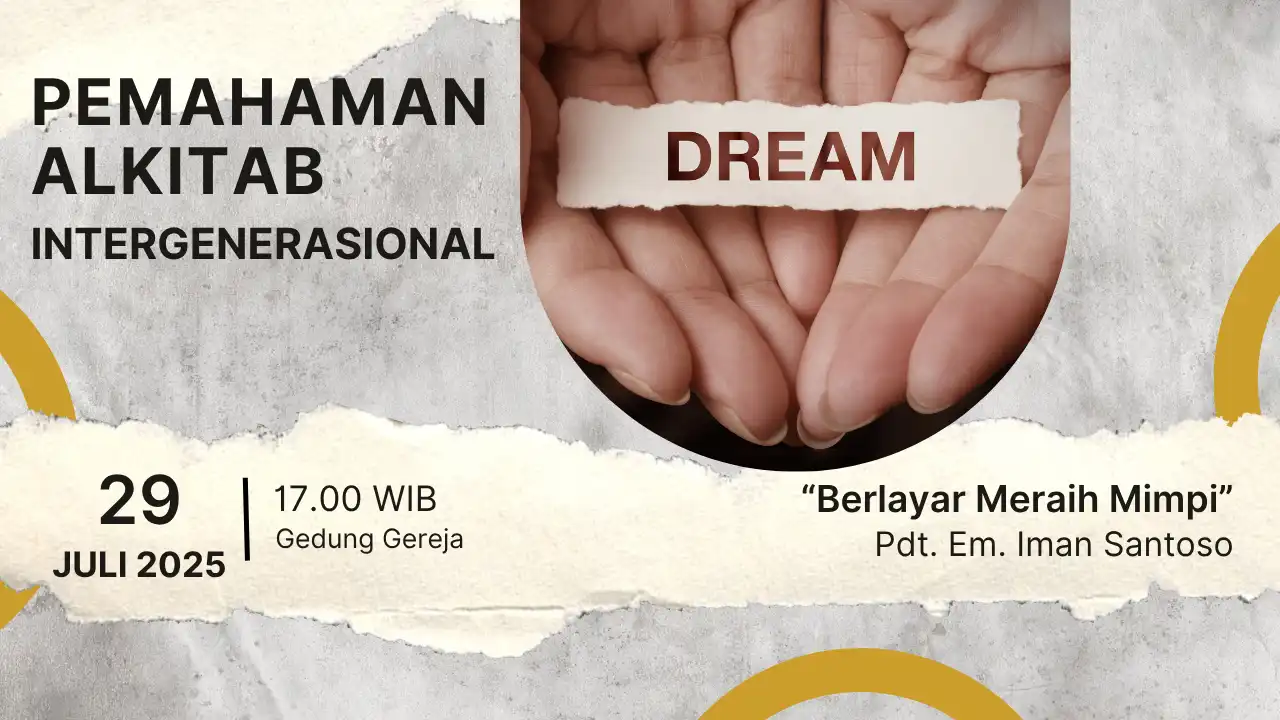 PEMAHAMAN
ALKITAB
INTERGENERASIONAL
DREAM
29
JULI 2025
17.00 WIB
Gedung Gereja
“Berlayar Meraih Mimpi”
Pdt. Em. Iman Santoso